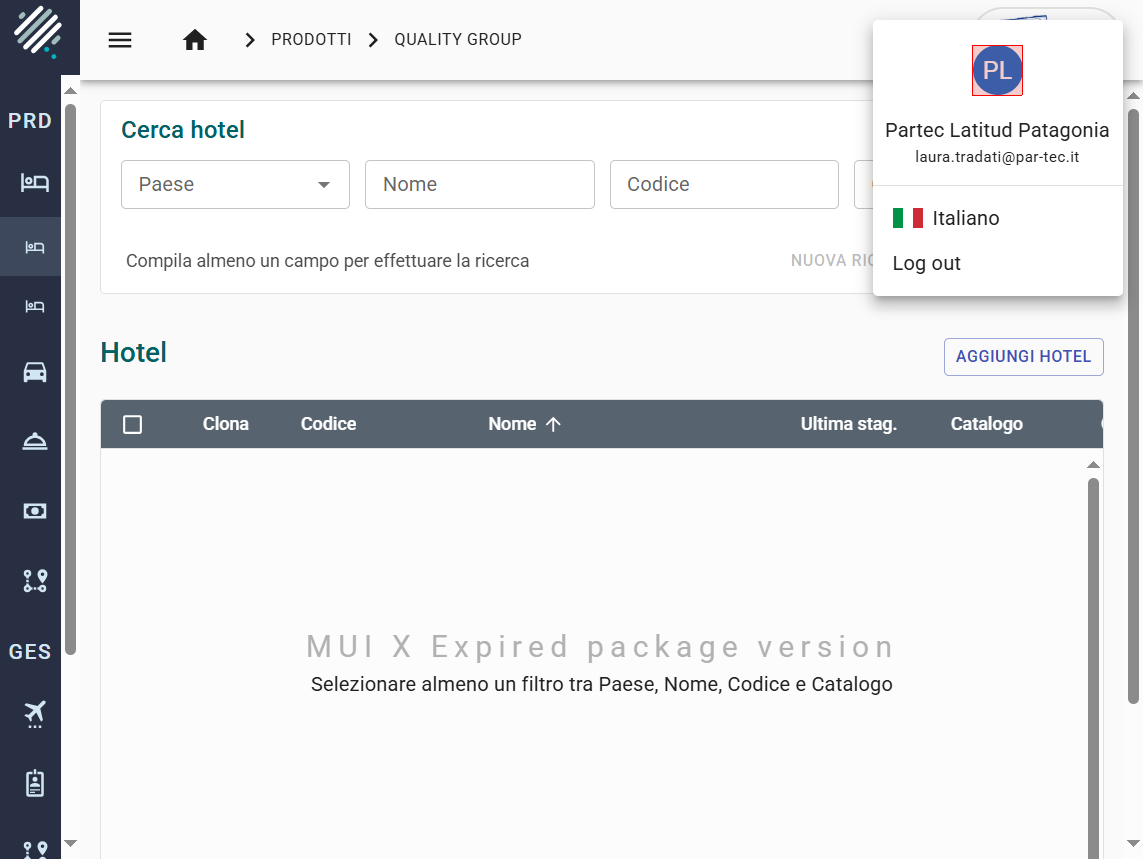 PRODOTTI
QUALITY GROUP
PL
Partec Latitud Patagonia
laura.tradati@par-tec.it
Italiano
Log out
PRD
GES
Cerca hotel
Paese
Nome
Codice
Compila almeno un campo per effettuare la ricerca
NUOVA RIC
Hotel
AGGIUNGI HOTEL
Clona
Codice
Nome
Ultima stag.
Catalogo
MUI X Expired package version
Selezionare almeno un filtro tra Paese, Nome, Codice e Catalogo